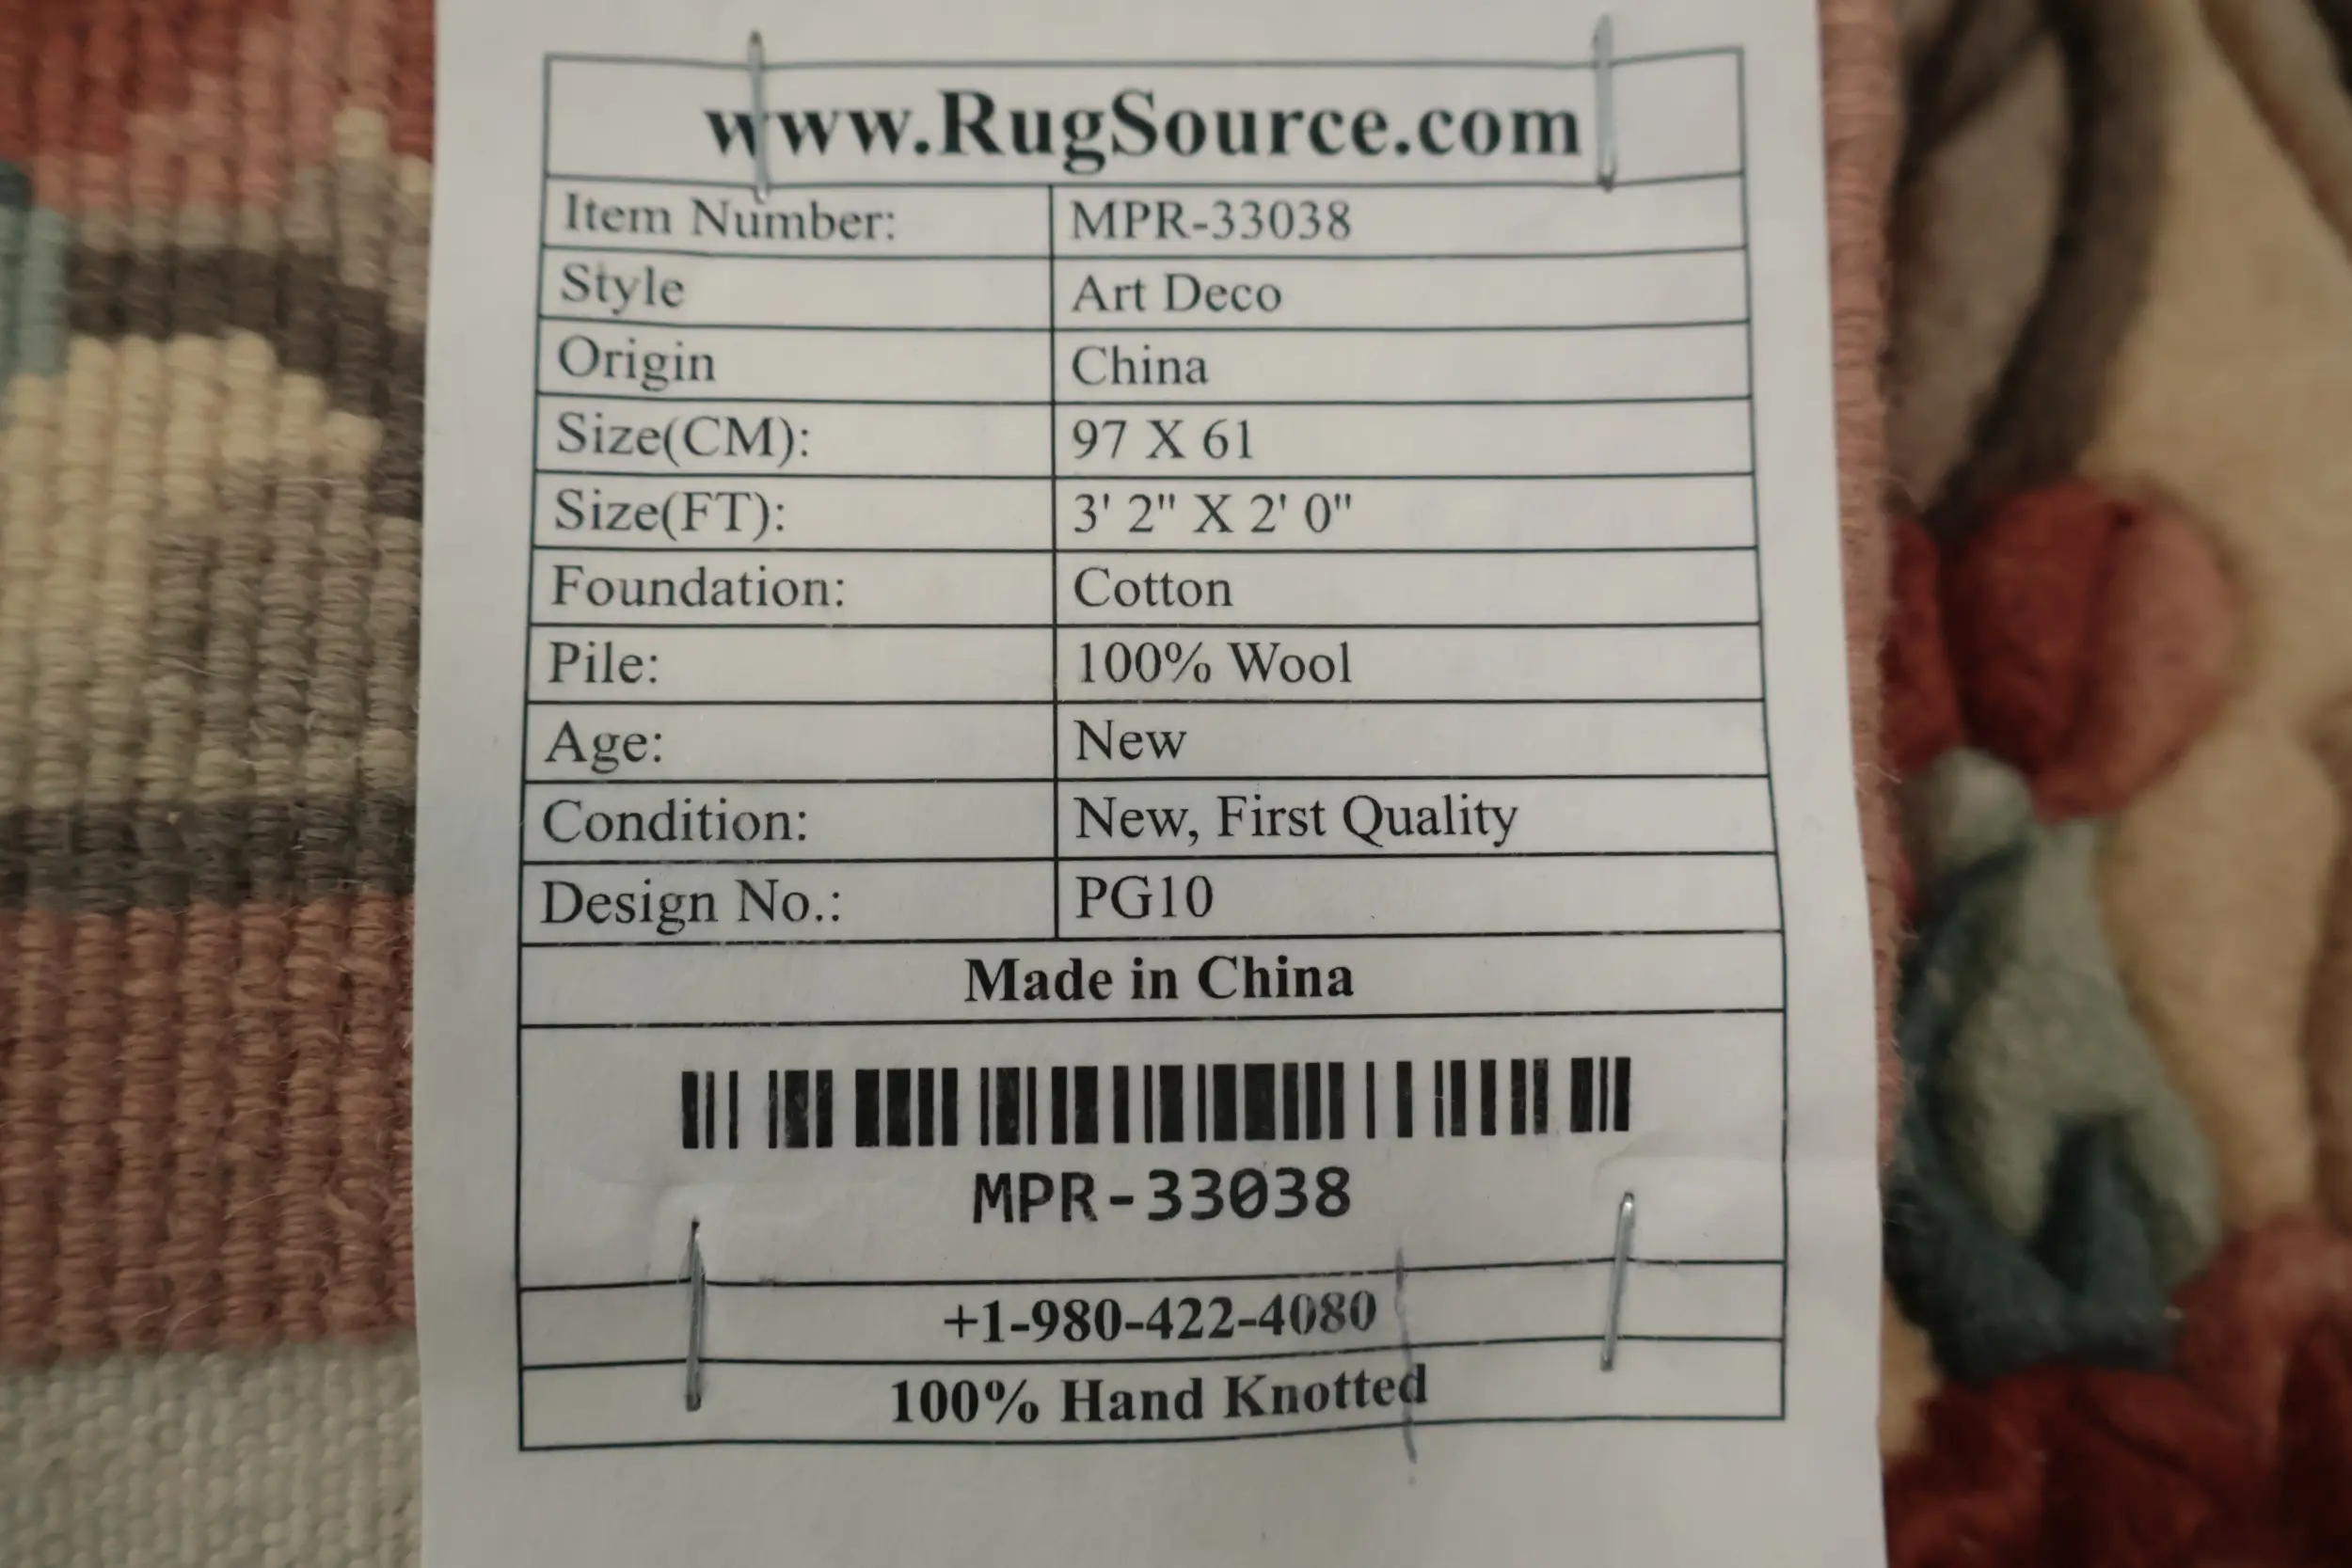 www.RugSource.com
Item Number: MPR-33038
Style Art Deco
Origin China
Size(CM): 97 X 61
Size(FT): 3' 2" X 2' 0"
Foundation: Cotton
Pile: 100% Wool
Age: New
Condition: New, First Quality
Design No.: PG10
Made in China
MPR-33038
+1-980-422-4080
100% Hand Knotted